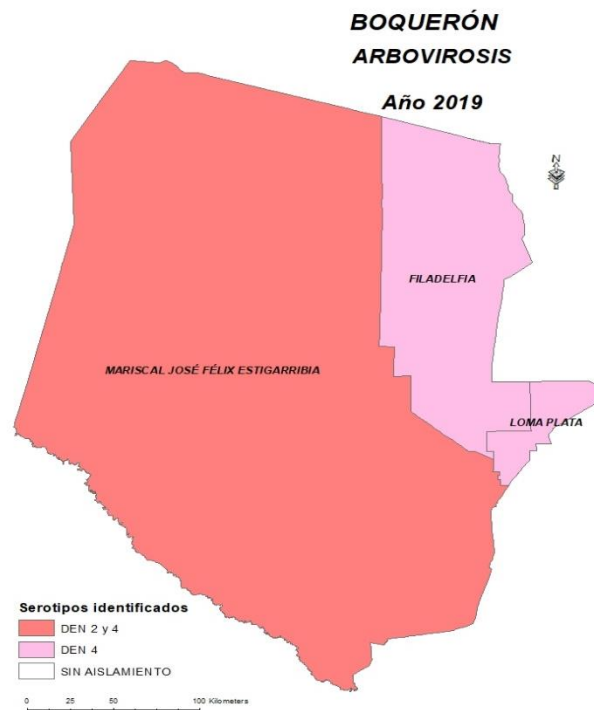 BOQUERÓN
ARBOVIROSIS
Año 2019
N
FILADELFIA
MARISCAL JOSÉ FÉLIX ESTIGARRIBIA
LOMA PLATA
Serotipos identificados
DEN 2 y 4
DEN 4
SIN AISLAMIENTO
0 25 50 100 Kilometers